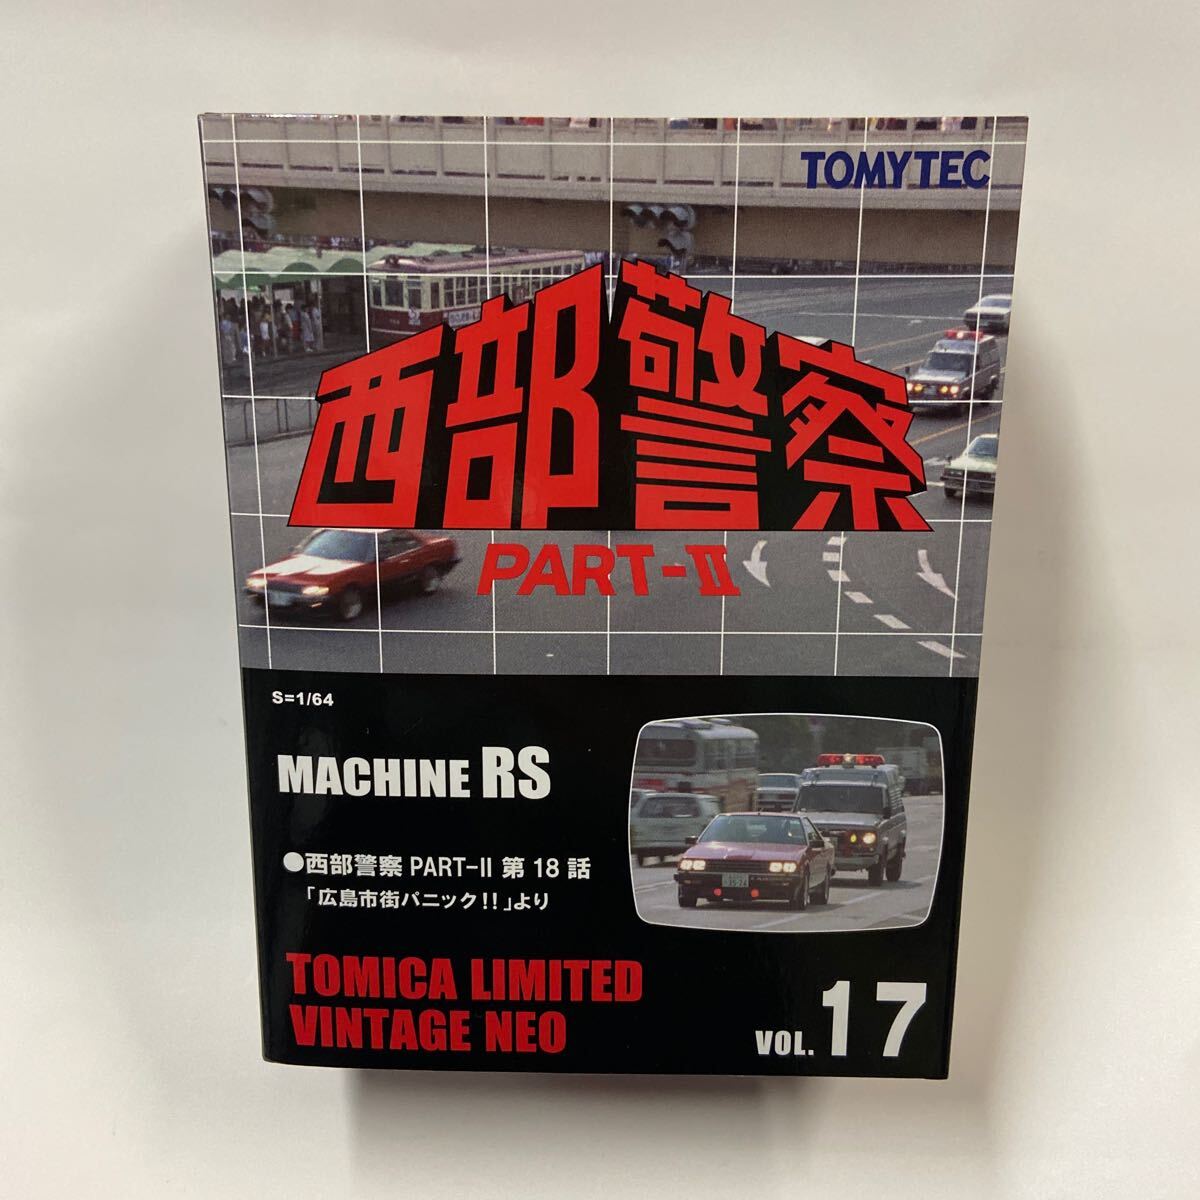 TOMYTEC
西部警察
PART-II
S=1/64
MACHINE RS
●西部警察 PART-II 第18話
「広島市街パニック!!」より
TOMICA LIMITED
VINTAGE NEO
VOL.17